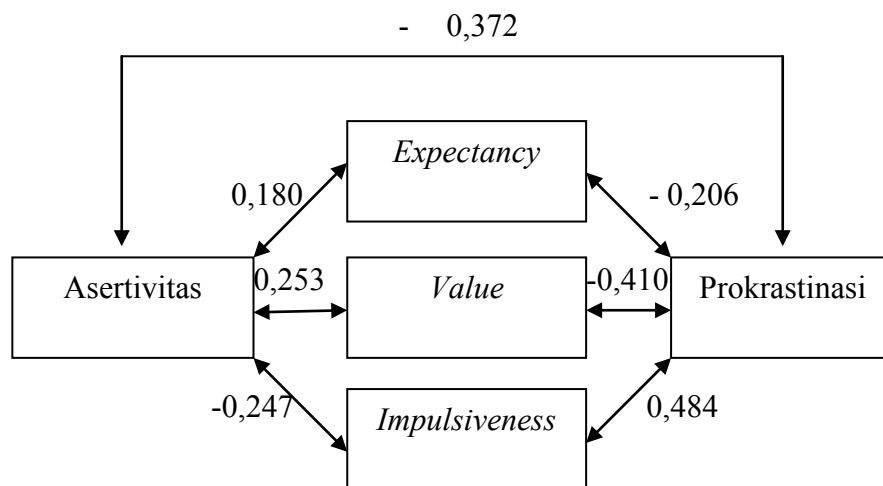 - 0,372
Expectancy
0,180
- 0,206
Asertivitas
0,253
Value
-0,410
Prokrastinasi
-0,247
Impulsiveness
0,484